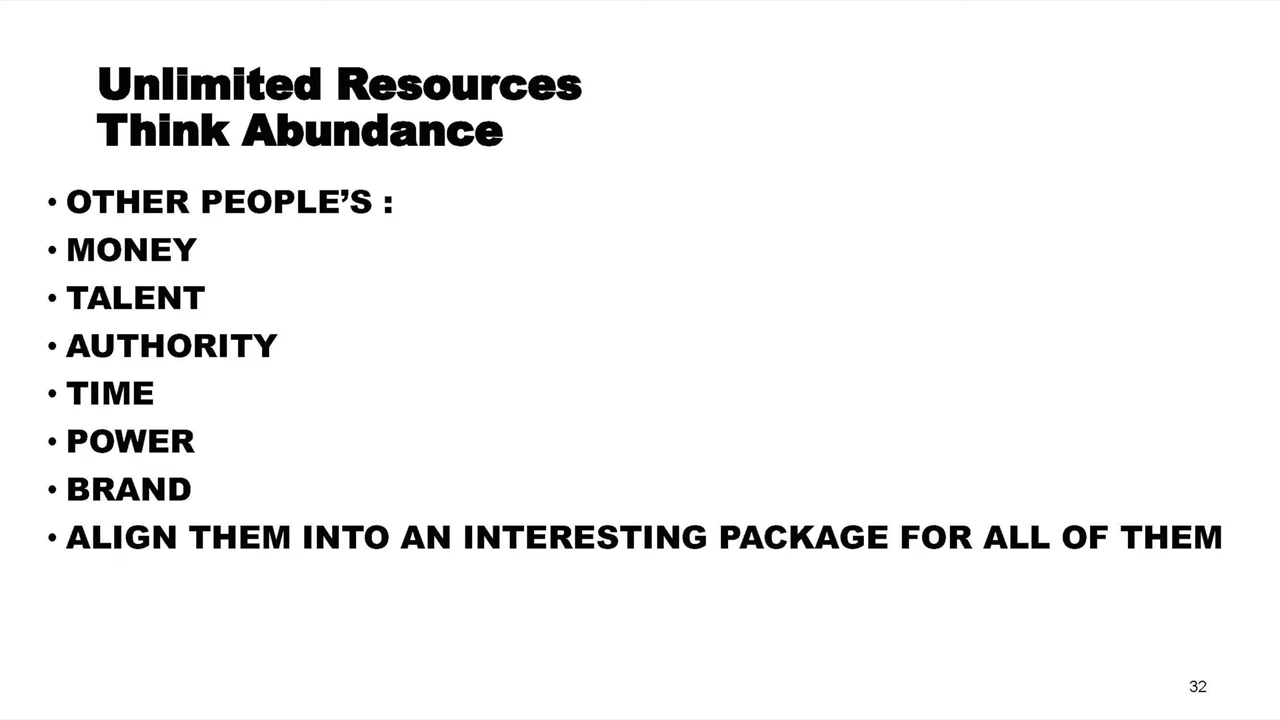 Unlimited Resources
Think Abundance
• OTHER PEOPLE’S :
• MONEY
• TALENT
• AUTHORITY
• TIME
• POWER
• BRAND
• ALIGN THEM INTO AN INTERESTING PACKAGE FOR ALL OF THEM
32